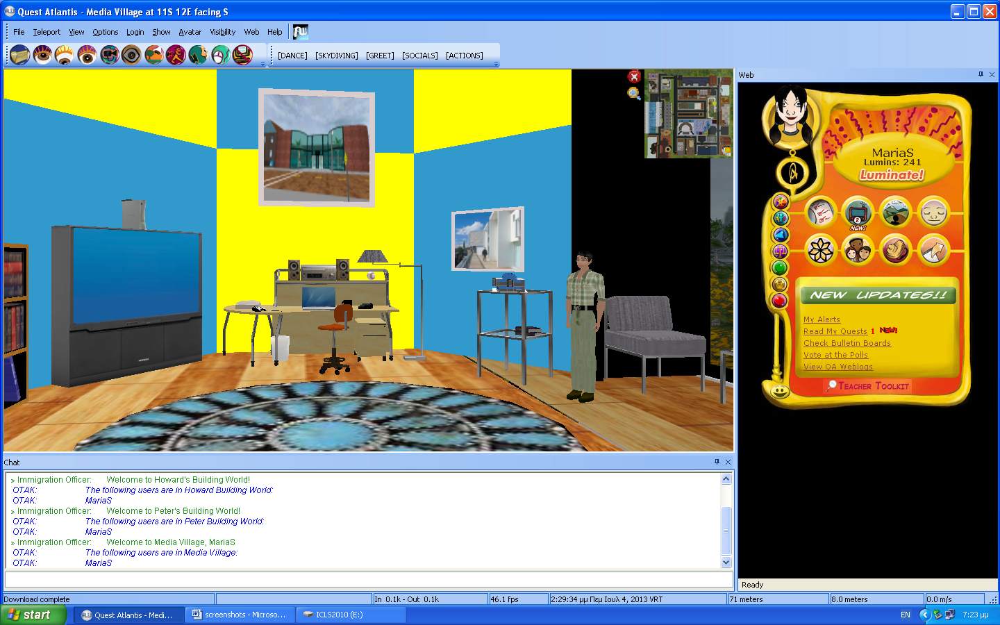 Quest Atlantis - Media Village at 11S 12E facing S
File Teleport View Options Login Show Avatar Visibility Web Help
[DANCE] [SKYDIVING] [GREET] [SOCIALS] [ACTIONS]
Web
MariaS
Lumins: 241
Luminate!
2
NEW!
NEW UPDATES!!
My Alerts
Read My Quests 1 NEW!
Check Bulletin Boards
Vote at the Polls
View QA Weblogs
TEACHER TOOLKIT
Chat
» Immigration Officer: Welcome to Howard's Building World!
OTAK: The following users are in Howard Building World:
OTAK: MariaS
» Immigration Officer: Welcome to Peter's Building World!
OTAK: The following users are in Peter Building World:
OTAK: MariaS
» Immigration Officer: Welcome to Media Village, MariaS
OTAK: The following users are in Media Village:
OTAK: MariaS
Ready
Download complete In 0.1k - Out 0.1k 46.1 fps 2:29:34 μμ Πεμ Ιουλ 4, 2013 VRT 71 meters 8.0 meters 0.0 m/s
start Quest Atlantis - Medi... screenshots - Microso... ICLS2010 (E:) EN 7:23 μμ